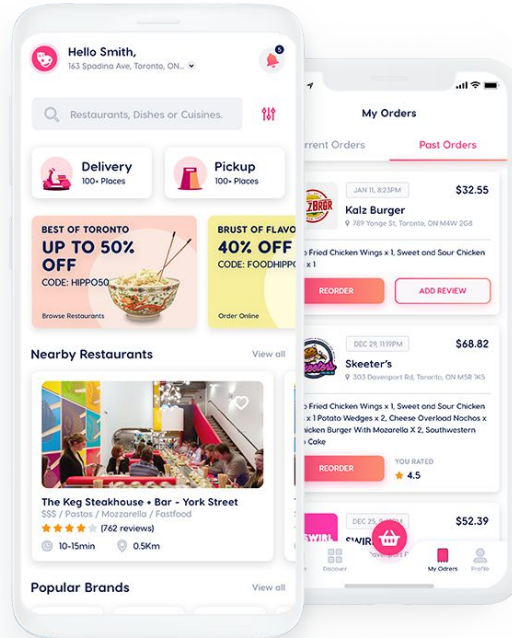 Hello Smith,
163 Spadina Ave, Toronto, ON...
5
Restaurants, Dishes or Cuisines.
Delivery
100+ Places
Pickup
100+ Places
BEST OF TORONTO
UP TO 50%
OFF
CODE: HIPPO50
Browse Restaurants
BRUST OF FLAVO
40% OFF
CODE: FOODHIPPO
Order Online
Nearby Restaurants
View all
The Keg Steakhouse • Bar - York Street
$$$ / Pastas / Mozzarella / Fastfood
(762 reviews)
10-15min
0.5Km
Popular Brands
View all
My Orders
rrent Orders
Past Orders
JAN 11, 8:23PM
$32.55
Kalz Burger
789 Yonge St, Toronto, ON M4W 2G8
Fried Chicken Wings x 1, Sweet and Sour Chicken
x 1
REORDER
ADD REVIEW
DEC 29, 11:19PM
$68.82
Skeeter's
303 Davenport Rd, Toronto, ON M5R 1K5
Fried Chicken Wings x 1, Sweet and Sour Chicken
x 1 Potato Wedges x 2, Cheese Overload Nachos x
icken Burger With Mozarella X 2, Southwestern
Cake
REORDER
YOU RATED
4.5
DEC 25,
$52.39
SWIR
Discover
My Odrers
Profile